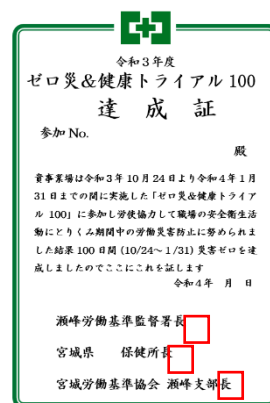 令和3年度
ゼロ災&健康トライアル100
達 成 証
参加No.
殿
貴事業場は令和3年10月24日より令和4年1月
31日までの間に実施した「ゼロ災&健康トライア
ル 100」に参加し労使協力して職場の安全衛生活
動にとりくみ期間中の労働災害防止に努められま
した結果100日間(10/24~1/31)災害ゼロを達
成しましたのでここにこれを証します
令和4年　月　日
瀬峰労働基準監督署長
宮城県　保健所長
宮城労働基準協会 瀬峰支部長